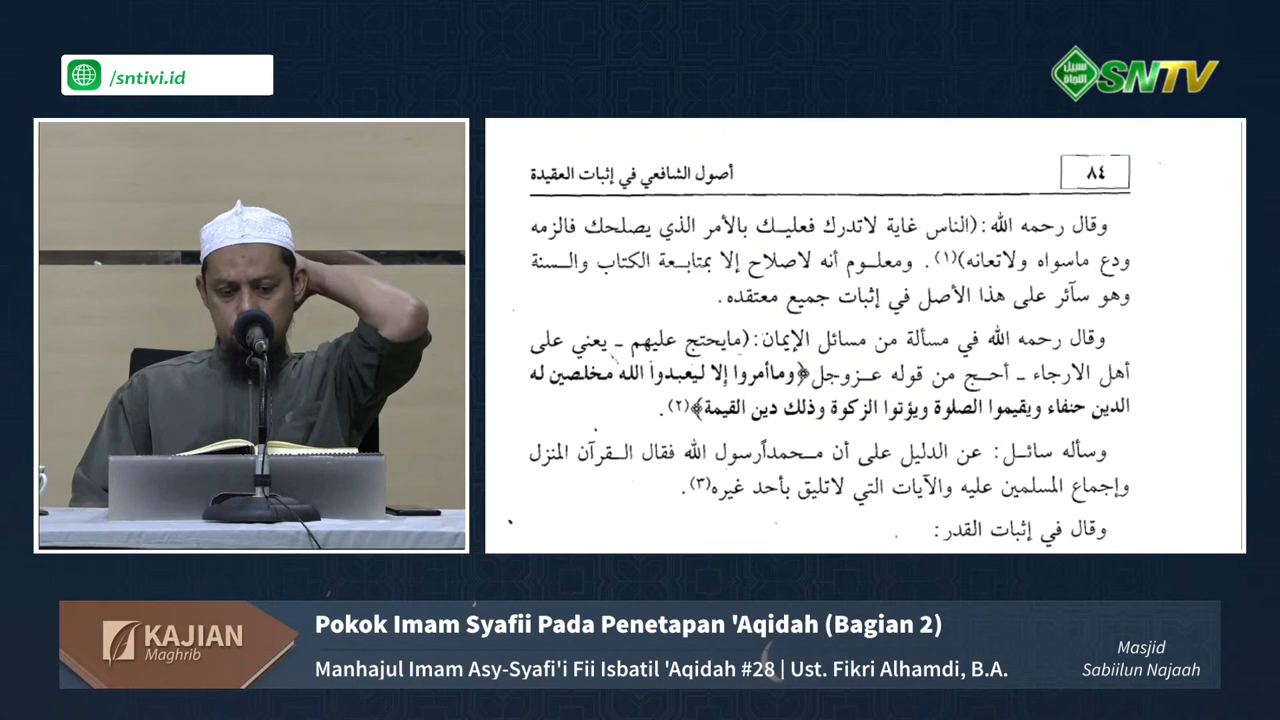 /sntivi.id
سبيل النجاة
SNTV
أصول الشافعي في إثبات العقيدة
٨٤
وقال رحمه الله: (الناس غاية لاتدرك فعليك بالأمر الذي يصلحك فالزمه
ودع ماسواه ولاتعانه)(١). ومعلوم أنه لاصلاح إلا بمتابعة الكتاب والسنة
وهو سآئر على هذا الأصل في إثبات جميع معتقده.
وقال رحمه الله في مسألة من مسائل الإيمان: (مايحتج عليهم ـ يعني على
أهل الارجاء ـ أحج من قوله عزوجل ﴿وماأمروا إلا ليعبدوا الله مخلصين له
الدين حنفاء ويقيموا الصلوة ويؤتوا الزكوة وذلك دين القيمة﴾(٢).
وسأله سائل: عن الدليل على أن محمداً رسول الله فقال القرآن المنزل
وإجماع المسلمين عليه والآيات التي لاتليق بأحد غيره(٣).
وقال في إثبات القدر:
KAJIAN
Maghrib
Pokok Imam Syafii Pada Penetapan 'Aqidah (Bagian 2)
Manhajul Imam Asy-Syafi'i Fii Isbatil 'Aqidah #28 | Ust. Fikri Alhamdi, B.A.
Masjid
Sabiilun Najaah